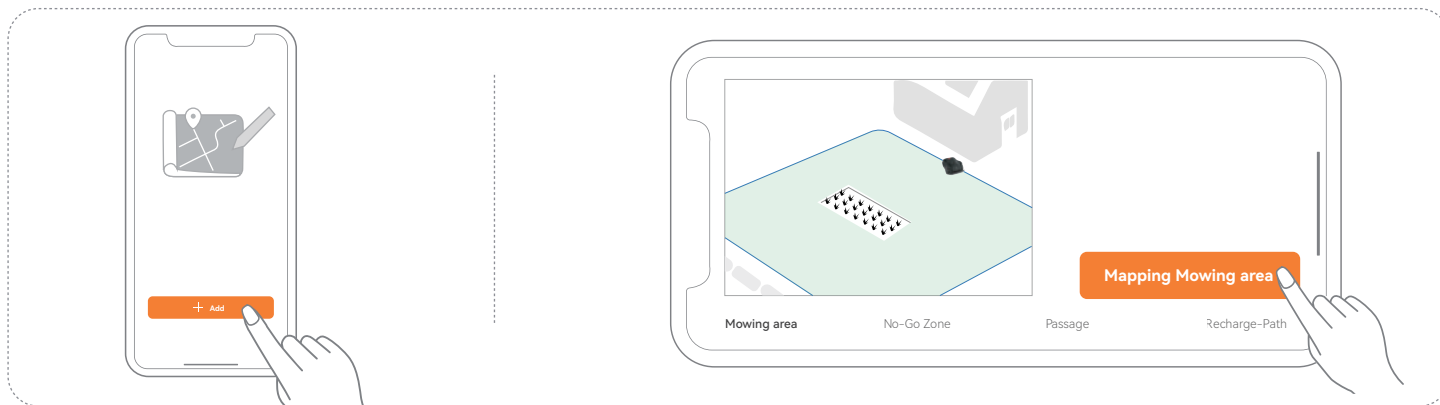 Add
Mapping Mowing area
Mowing area
No-Go Zone
Passage
Recharge-Path